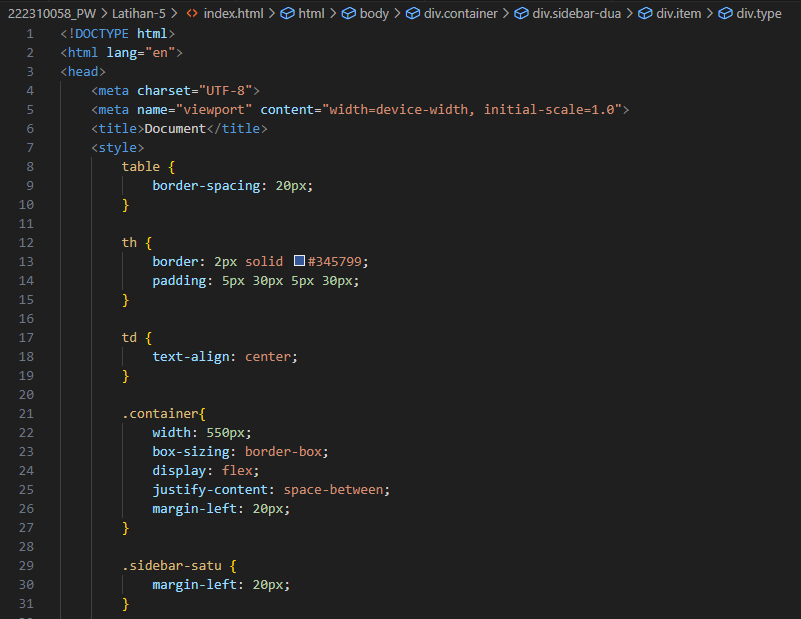 222310058_PW > Latihan-5 > <> index.html > html > body > div.container > div.sidebar-dua > div.item > div.type
1 <!DOCTYPE html>
2 <html lang="en">
3 <head>
4 <meta charset="UTF-8">
5 <meta name="viewport" content="width=device-width, initial-scale=1.0">
6 <title>Document</title>
7 <style>
8 table {
9 border-spacing: 20px;
10 }
11
12 th {
13 border: 2px solid #345799;
14 padding: 5px 30px 5px 30px;
15 }
16
17 td {
18 text-align: center;
19 }
20
21 .container{
22 width: 550px;
23 box-sizing: border-box;
24 display: flex;
25 justify-content: space-between;
26 margin-left: 20px;
27 }
28
29 .sidebar-satu {
30 margin-left: 20px;
31 }